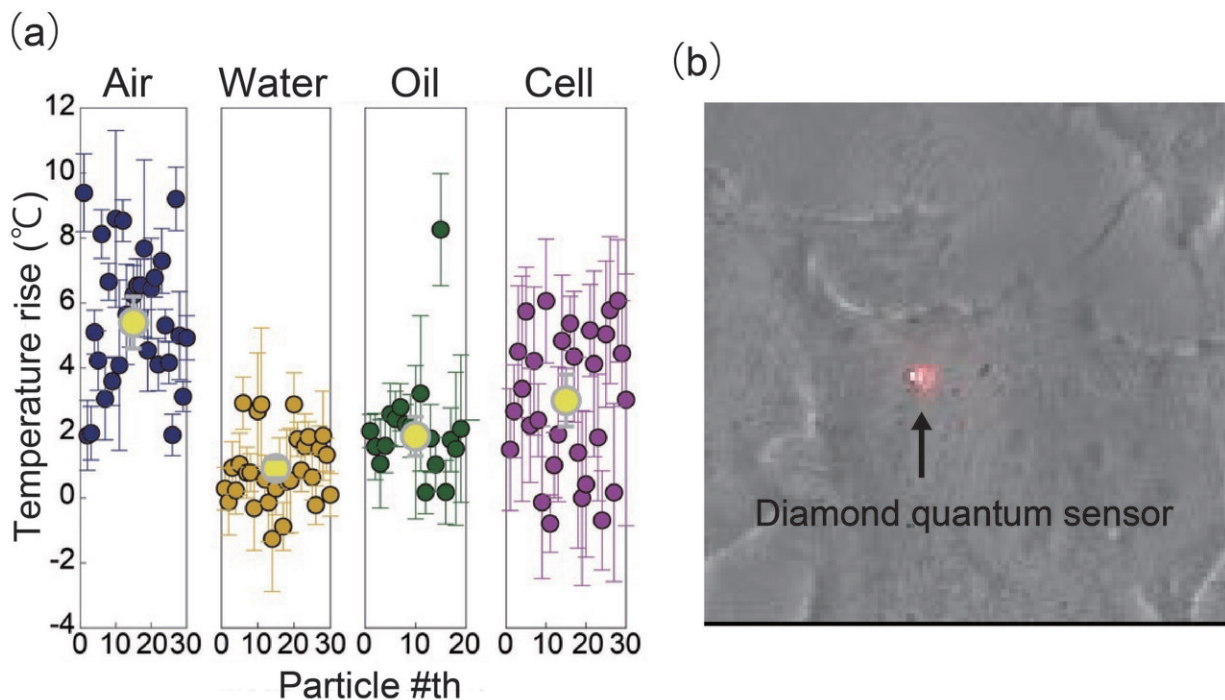 (a)
Air Water Oil Cell
12
10
8
6
4
2
0
-2
-4
Temperature rise (℃)
0 10 20 30 0 10 20 30 0 10 20 0 10 20 30
Particle #th
(b)
Diamond quantum sensor